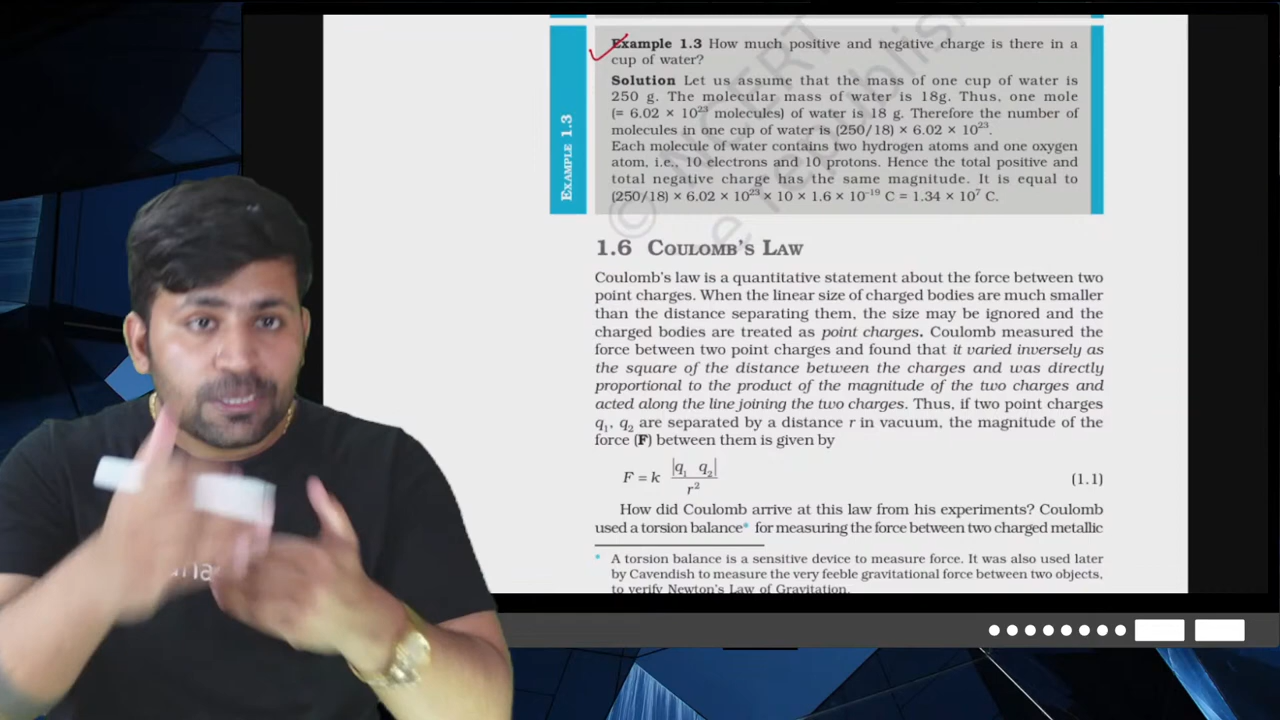 Example 1.3 How much positive and negative charge is there in a
cup of water?
Solution Let us assume that the mass of one cup of water is
250 g. The molecular mass of water is 18g. Thus, one mole
(= 6.02 × 10²³ molecules) of water is 18 g. Therefore the number of
molecules in one cup of water is (250/18) × 6.02 × 10²³.
Each molecule of water contains two hydrogen atoms and one oxygen
atom, i.e., 10 electrons and 10 protons. Hence the total positive and
total negative charge has the same magnitude. It is equal to
(250/18) × 6.02 × 10²³ × 10 × 1.6 × 10⁻¹⁹ C = 1.34 × 10⁷ C.
EXAMPLE 1.3
© NCERT
1.6 COULOMB'S LAW
Coulomb's law is a quantitative statement about the force between two
point charges. When the linear size of charged bodies are much smaller
than the distance separating them, the size may be ignored and the
charged bodies are treated as point charges. Coulomb measured the
force between two point charges and found that it varied inversely as
the square of the distance between the charges and was directly
proportional to the product of the magnitude of the two charges and
acted along the line joining the two charges. Thus, if two point charges
q₁, q₂ are separated by a distance r in vacuum, the magnitude of the
force (F) between them is given by
F = k |q₁ q₂| / r² (1.1)
How did Coulomb arrive at this law from his experiments? Coulomb
used a torsion balance* for measuring the force between two charged metallic
* A torsion balance is a sensitive device to measure force. It was also used later
by Cavendish to measure the very feeble gravitational force between two objects,
to verify Newton's Law of Gravitation.